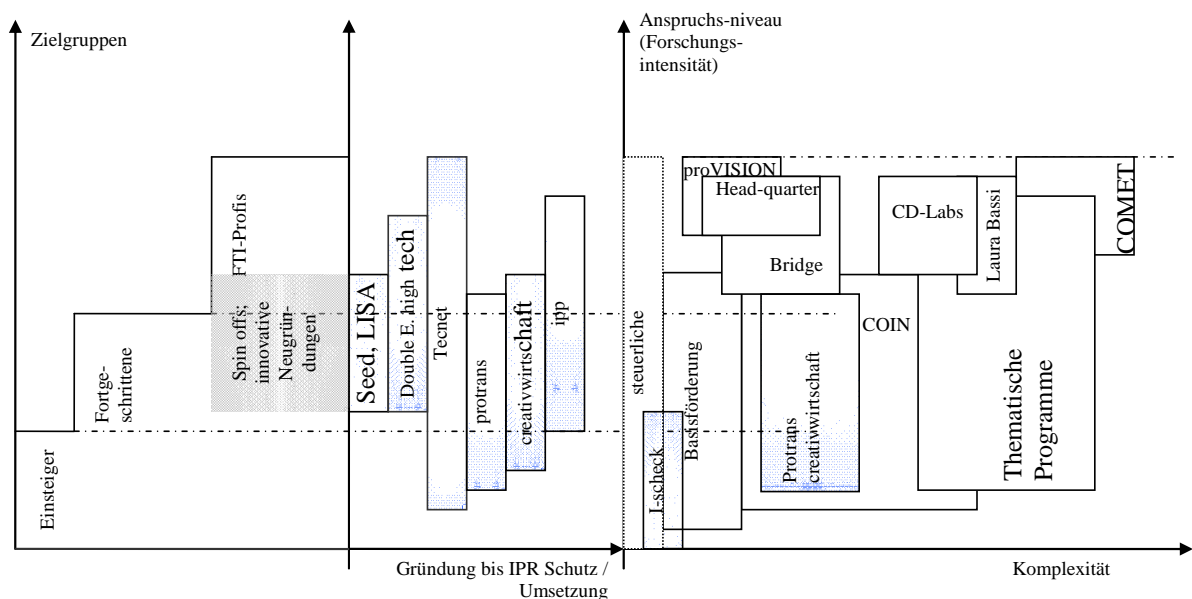 Zielgruppen
Einsteiger
Fortge-
schrittene
FTI-Profis
Spin offs;
innovative
Neugrün-
dungen
Seed, LISA
Double E. high tech
Tecnet
protrans
creativwirtschaft
ipp
Gründung bis IPR Schutz /
Umsetzung
Anspruchs-niveau
(Forschungs-
intensität)
steuerliche
I-scheck
Basisförderung
proVISION
Head-quarter
Bridge
Protrans
creativwirtschaft
COIN
CD-Labs
Laura Bassi
Thematische
Programme
COMET
Komplexität